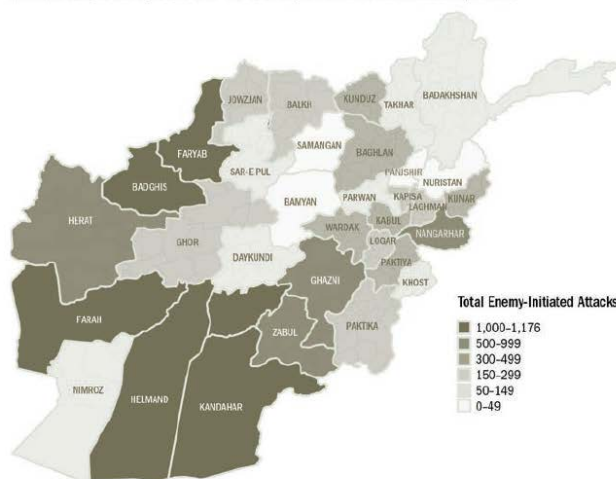 JOWZJAN
BALKH
KUNDUZ
TAKHAR
BADAKHSHAN
FARYAB
SAMANGAN
BAGHLAN
SAR-E PUL
PANJSHIR
BADGHIS
NURISTAN
BAMYAN
PARWAN
KAPISA
KUNAR
LAGHMAN
HERAT
KABUL
WARDAK
NANGARHAR
GHOR
LOGAR
DAYKUNDI
PAKTIYA
GHAZNI
KHOST
FARAH
ZABUL
PAKTIKA
NIMROZ
HELMAND
KANDAHAR
Total Enemy-Initiated Attacks
1,000–1,176
500–999
300–499
150–299
50–149
0–49